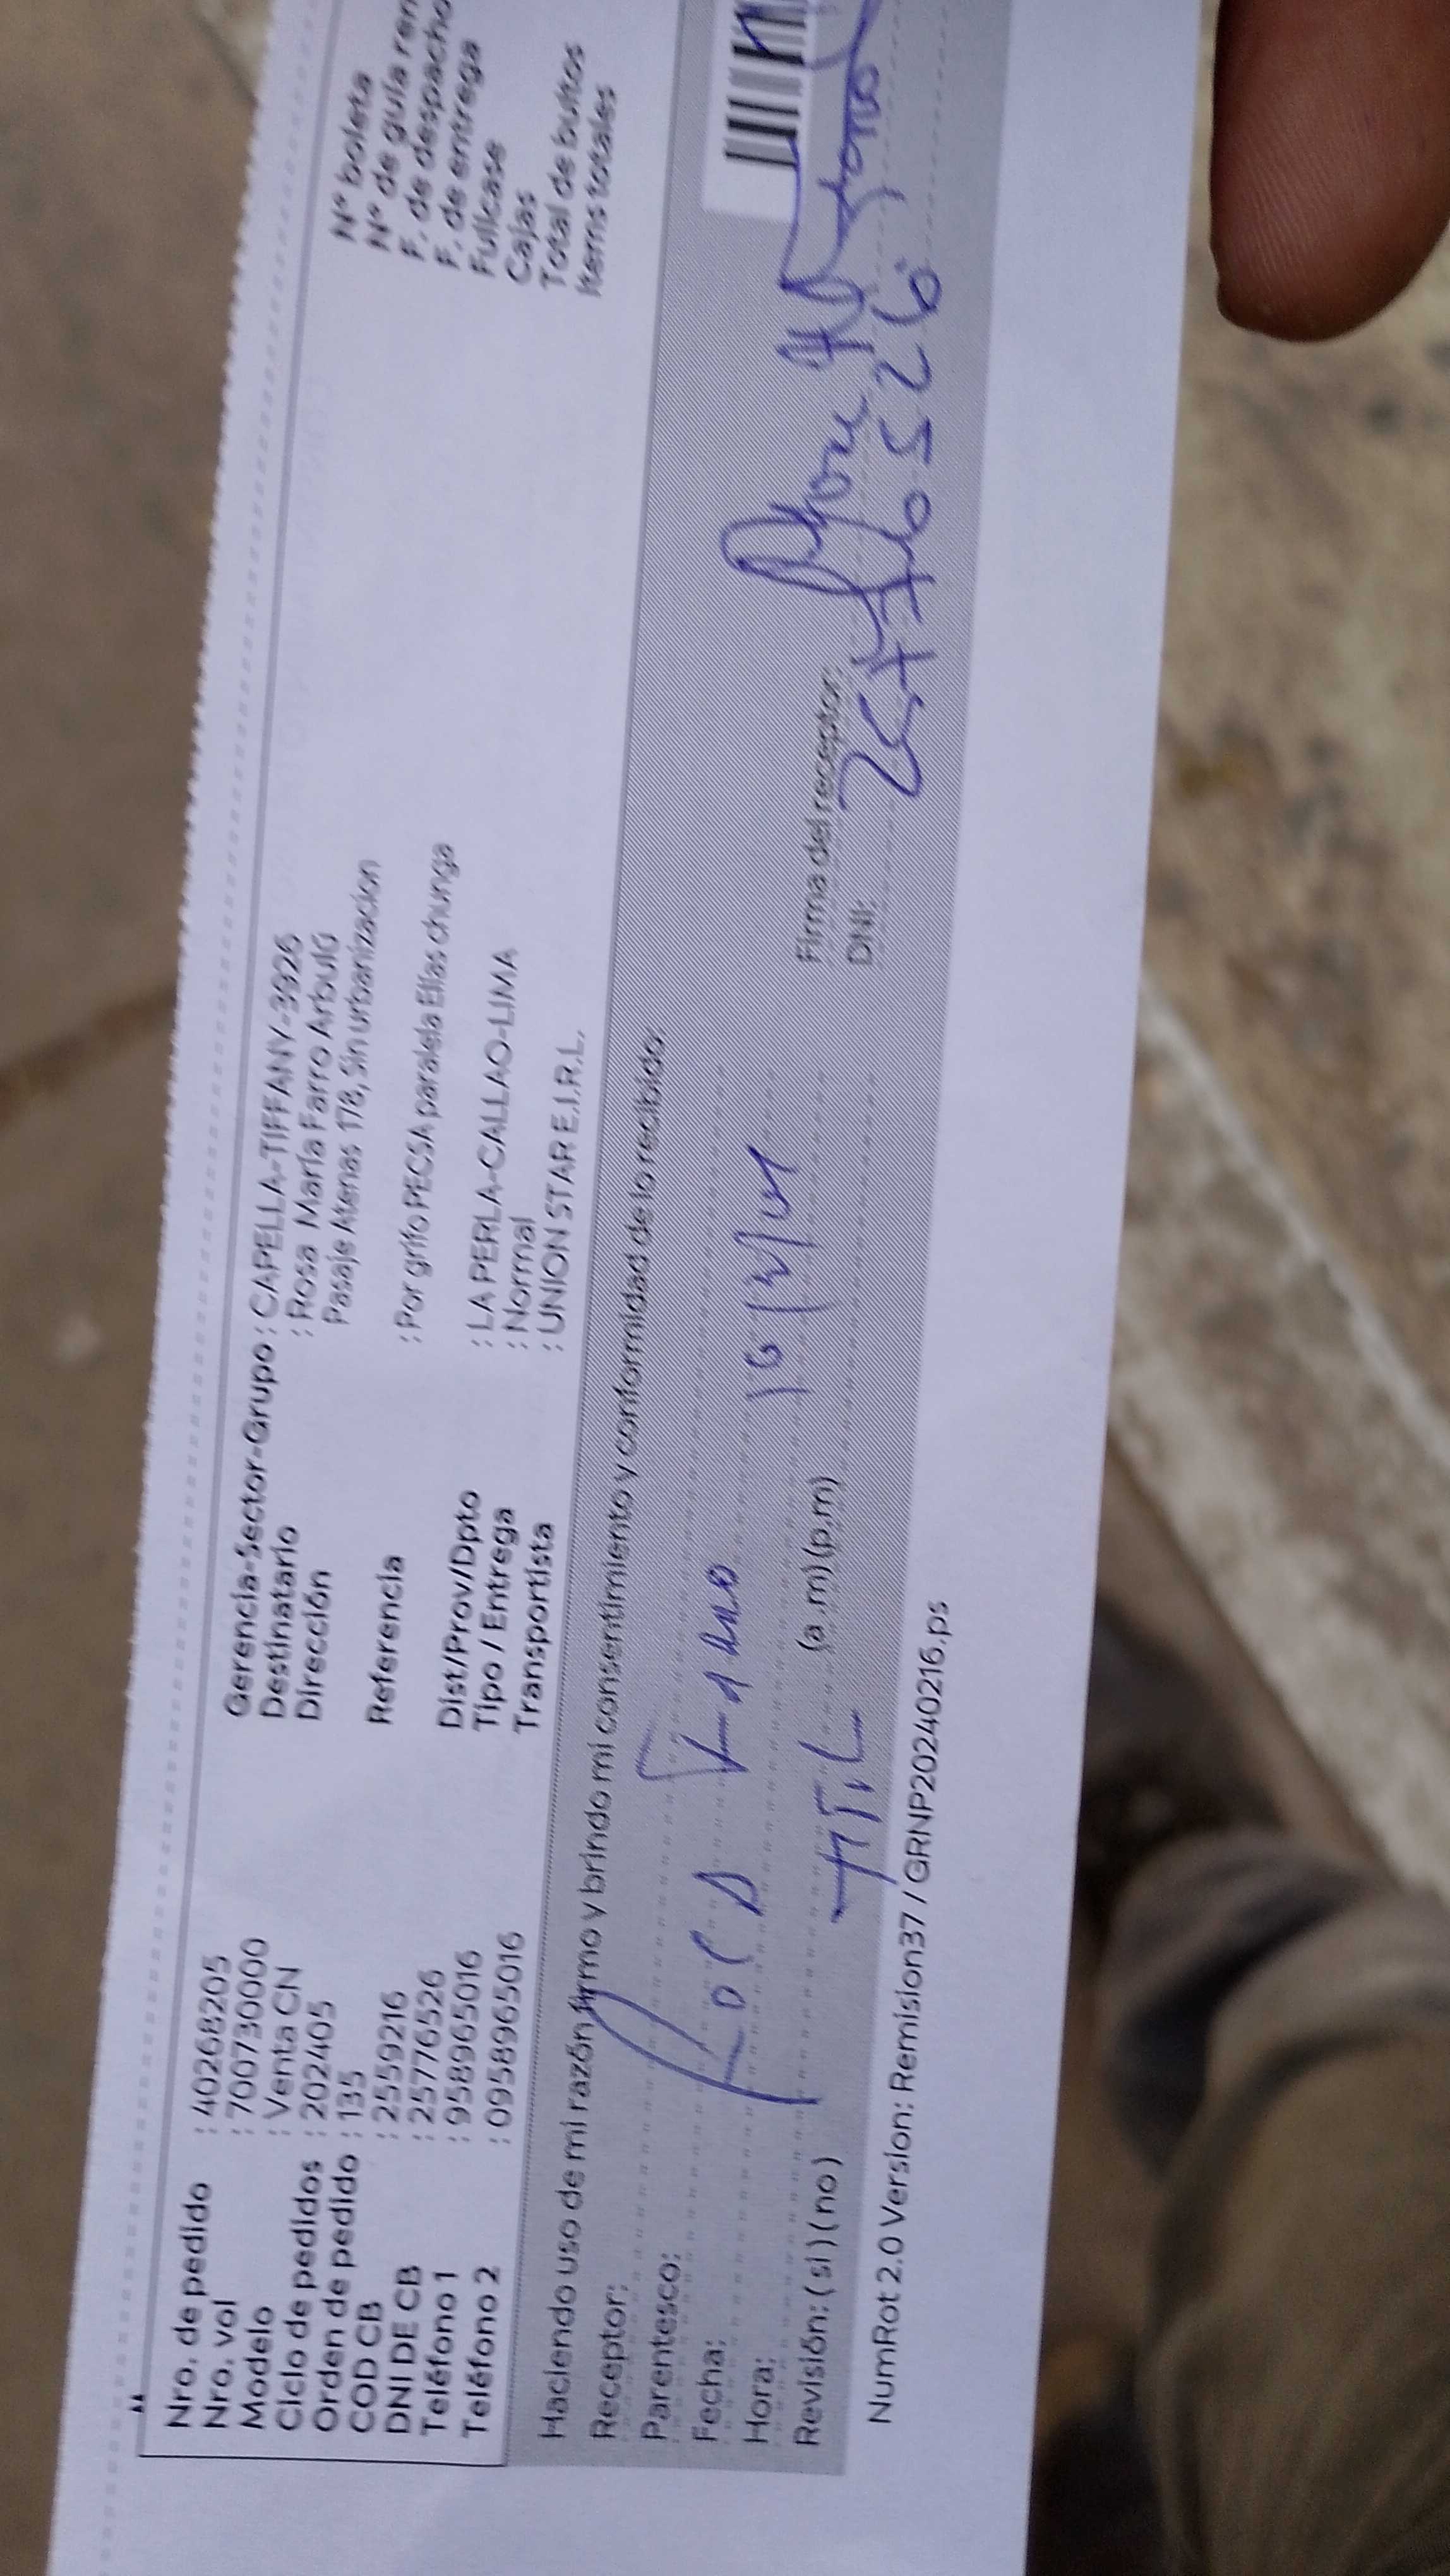 Nro. de pedido : 40268205
Nro. vol : 700730000
Modelo : Venta CN
Ciclo de pedidos : 202405
Orden de pedido : 135
COD CB : 2559216
DNI DE CB : 25776526
Teléfono 1 : 958965016
Teléfono 2 : 0958965016
Gerencia-Sector-Grupo : CAPELLA-TIFFANY-3926
Destinatario : Rosa María Farro Arbulú
Dirección Pasaje Atenas 178, Sin urbanizacion
Referencia : Por grifo PECSA paralela Elías chunga
Dist/Prov/Dpto : LA PERLA-CALLAO-LIMA
Tipo / Entrega : Normal
Transportista : UNION STAR E.I.R.L.
N° boleta
N° de guía
F. de despacho
F. de entrega
Fullcase
Cajas
Total de bultos
Items totales
Haciendo uso de mi razón firmo y brindo mi consentimiento y conformidad de lo recibido:
Receptor:
Parentesco:
Fecha:
Hora:
Revisión: (si) (no) (a.m) (p.m)
Firma del receptor:
DNI: 25776526
NumRot 2.0 Version: Remision37 / GRNP20240216.ps